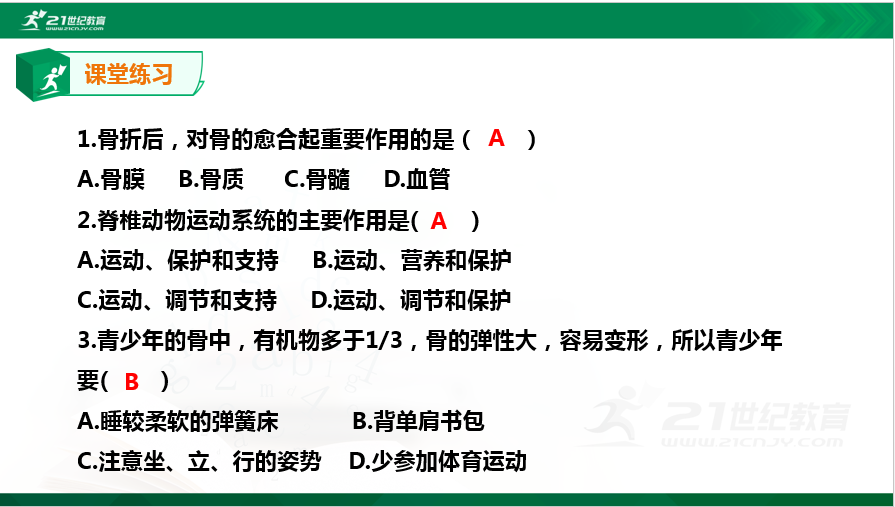 21世纪教育
WWW.21CNJY.COM
课堂练习
1.骨折后，对骨的愈合起重要作用的是（ A ）
A.骨膜 B.骨质 C.骨髓 D.血管
2.脊椎动物运动系统的主要作用是( A )
A.运动、保护和支持 B.运动、营养和保护
C.运动、调节和支持 D.运动、调节和保护
3.青少年的骨中，有机物多于1/3，骨的弹性大，容易变形，所以青少年
要( B )
A.睡较柔软的弹簧床 B.背单肩书包
C.注意坐、立、行的姿势 D.少参加体育运动
21世纪教育
WWW.21CNJY.COM